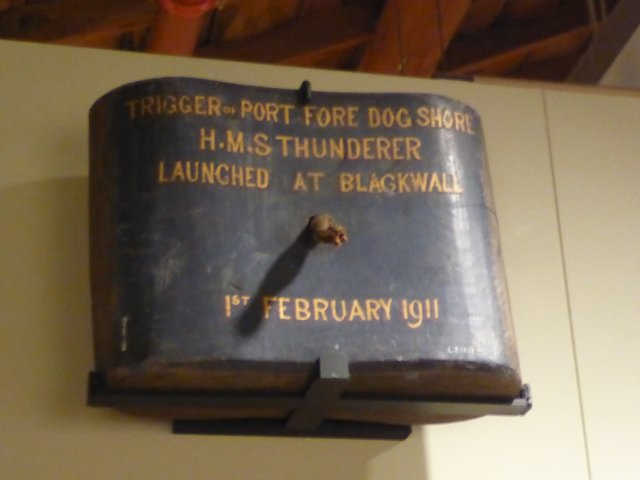 TRIGGER OF PORT FORE DOG SHORE
H.M.S THUNDERER
LAUNCHED AT BLACKWALL
1ST FEBRUARY 1911